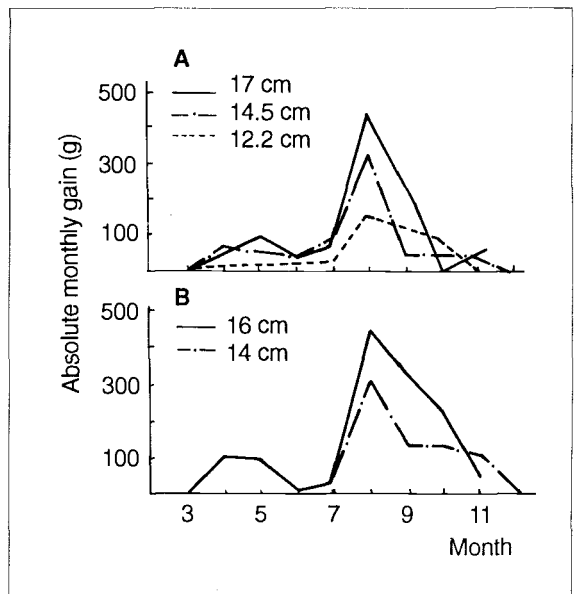 A
17 cm
14.5 cm
12.2 cm
500
300
100
Absolute monthly gain (g)
B
16 cm
14 cm
500
300
100
3 5 7 9 11
Month